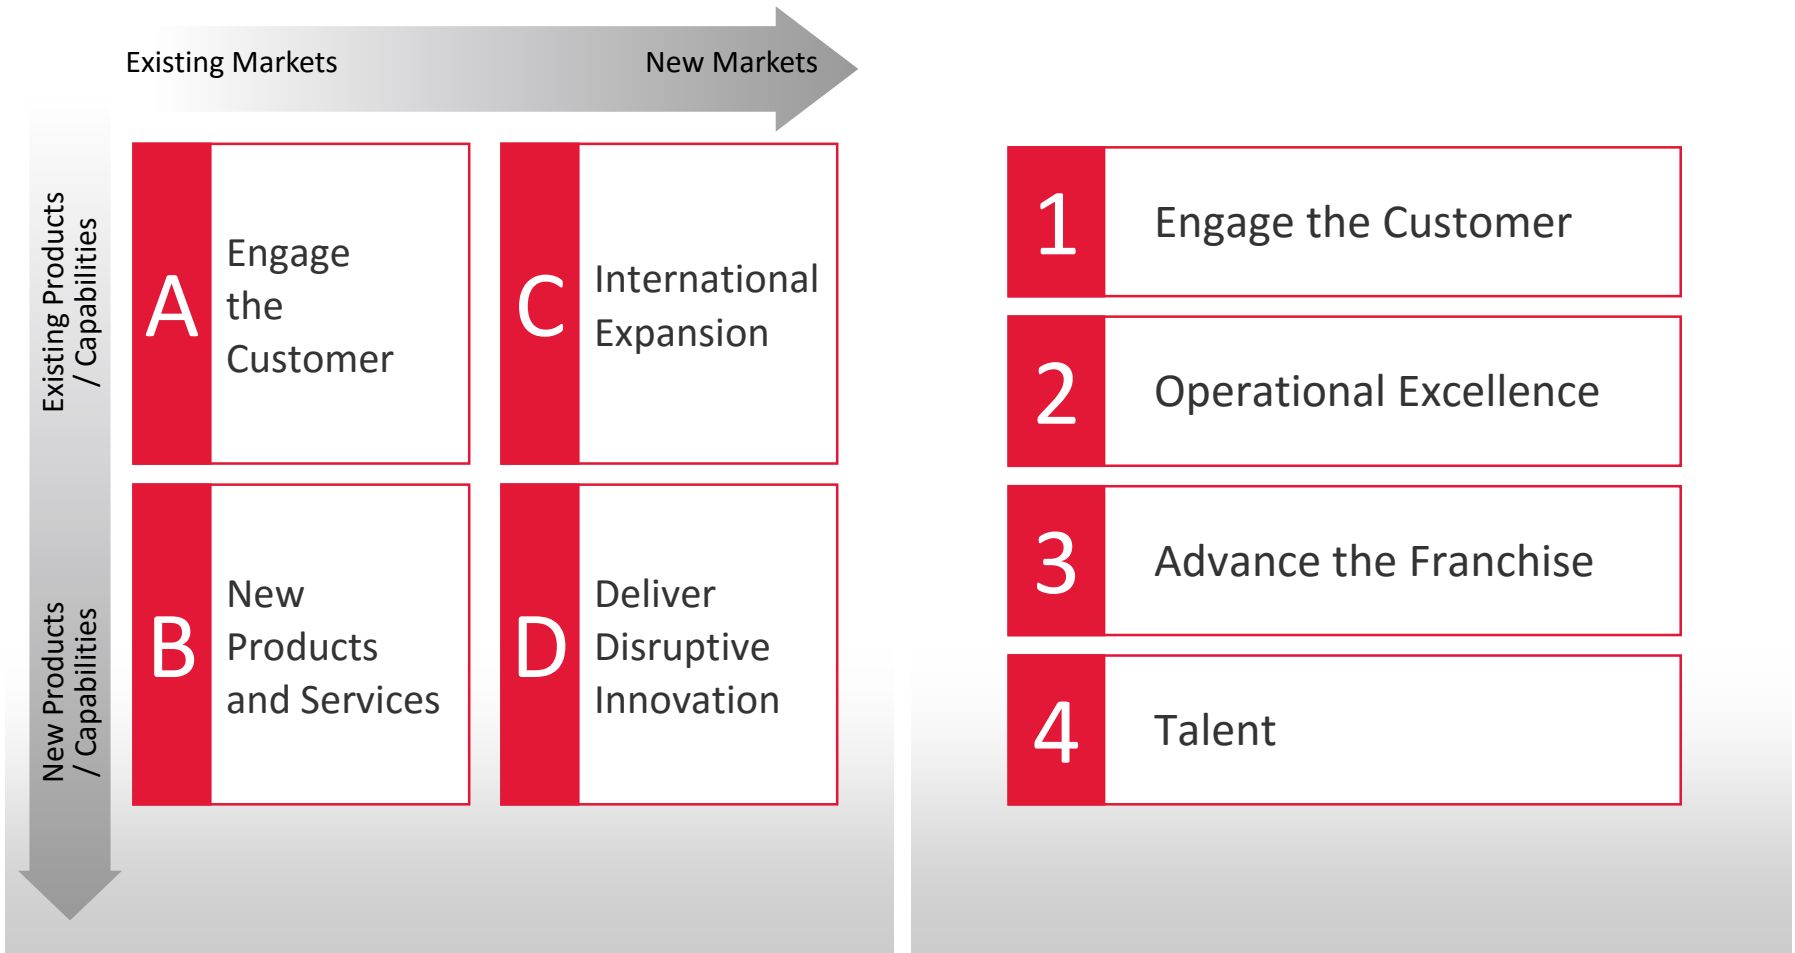 Existing Markets
New Markets
Existing Products
/ Capabilities
New Products
/ Capabilities
A
Engage
the
Customer
C
International
Expansion
B
New
Products
and Services
D
Deliver
Disruptive
Innovation
1
Engage the Customer
2
Operational Excellence
3
Advance the Franchise
4
Talent